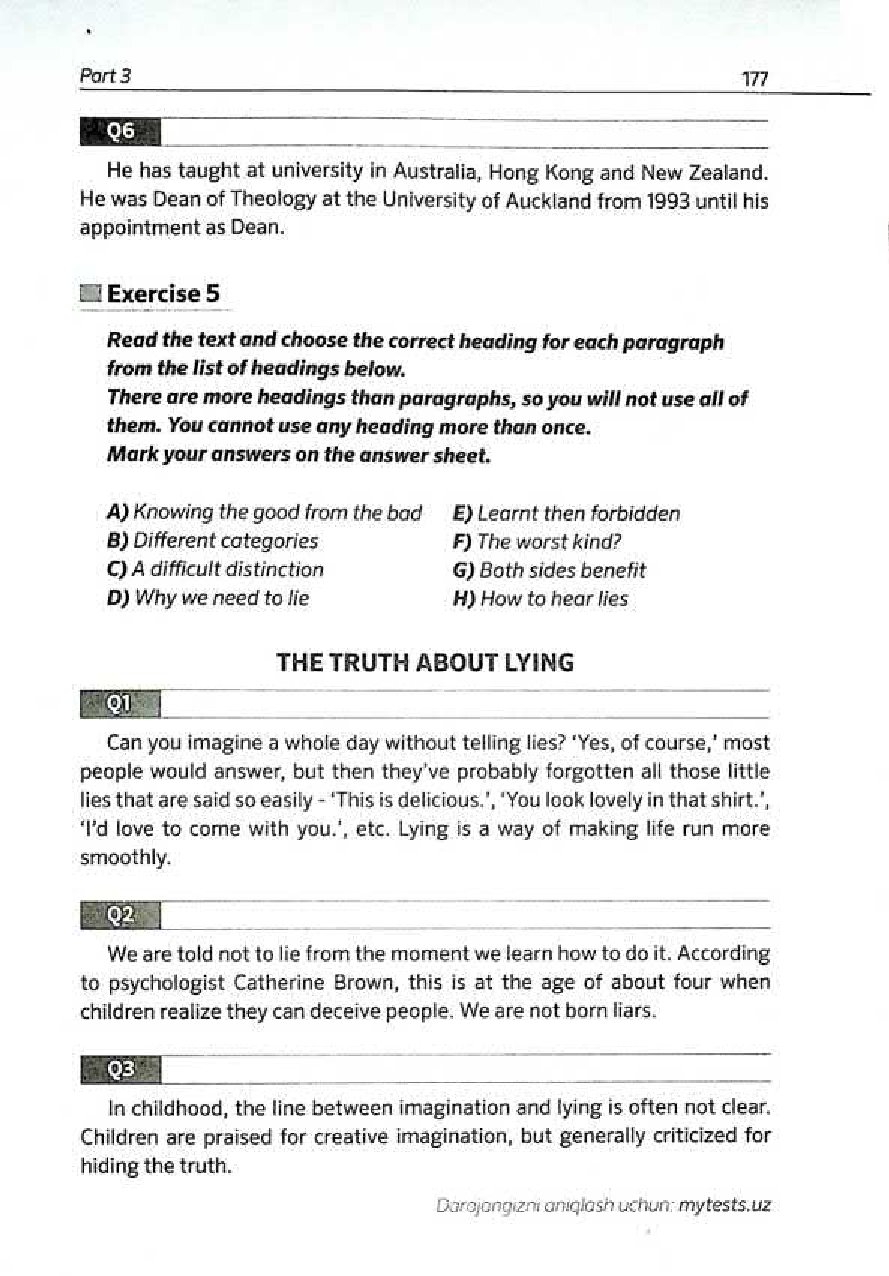 Part 3
177
Q6
He has taught at university in Australia, Hong Kong and New Zealand.
He was Dean of Theology at the University of Auckland from 1993 until his
appointment as Dean.
Exercise 5
Read the text and choose the correct heading for each paragraph
from the list of headings below.
There are more headings than paragraphs, so you will not use all of
them. You cannot use any heading more than once.
Mark your answers on the answer sheet.
A) Knowing the good from the bad
B) Different categories
C) A difficult distinction
D) Why we need to lie
E) Learnt then forbidden
F) The worst kind?
G) Both sides benefit
H) How to hear lies
THE TRUTH ABOUT LYING
Q1
Can you imagine a whole day without telling lies? ‘Yes, of course,’ most
people would answer, but then they’ve probably forgotten all those little
lies that are said so easily - ‘This is delicious.’, ‘You look lovely in that shirt.’,
‘I’d love to come with you.’, etc. Lying is a way of making life run more
smoothly.
Q2
We are told not to lie from the moment we learn how to do it. According
to psychologist Catherine Brown, this is at the age of about four when
children realize they can deceive people. We are not born liars.
Q3
In childhood, the line between imagination and lying is often not clear.
Children are praised for creative imagination, but generally criticized for
hiding the truth.
Darajangizni aniqlash uchun: mytests.uz